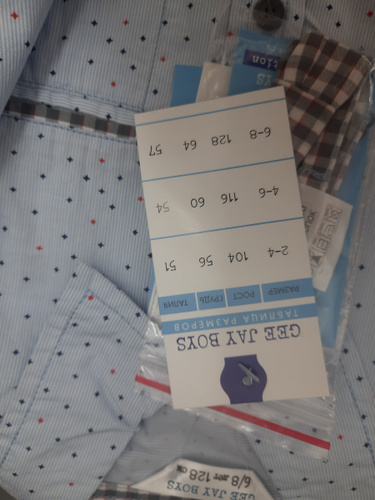 GEE JAY BOYS
ТАБЛИЦА РАЗМЕРОВ
РАЗМЕР РОСТ ГРУДЬ ТАЛИЯ
2-4 104 56 51
4-6 116 60 54
6-8 128 64 57
GEE JAY BOYS
6/8 лет 128 см